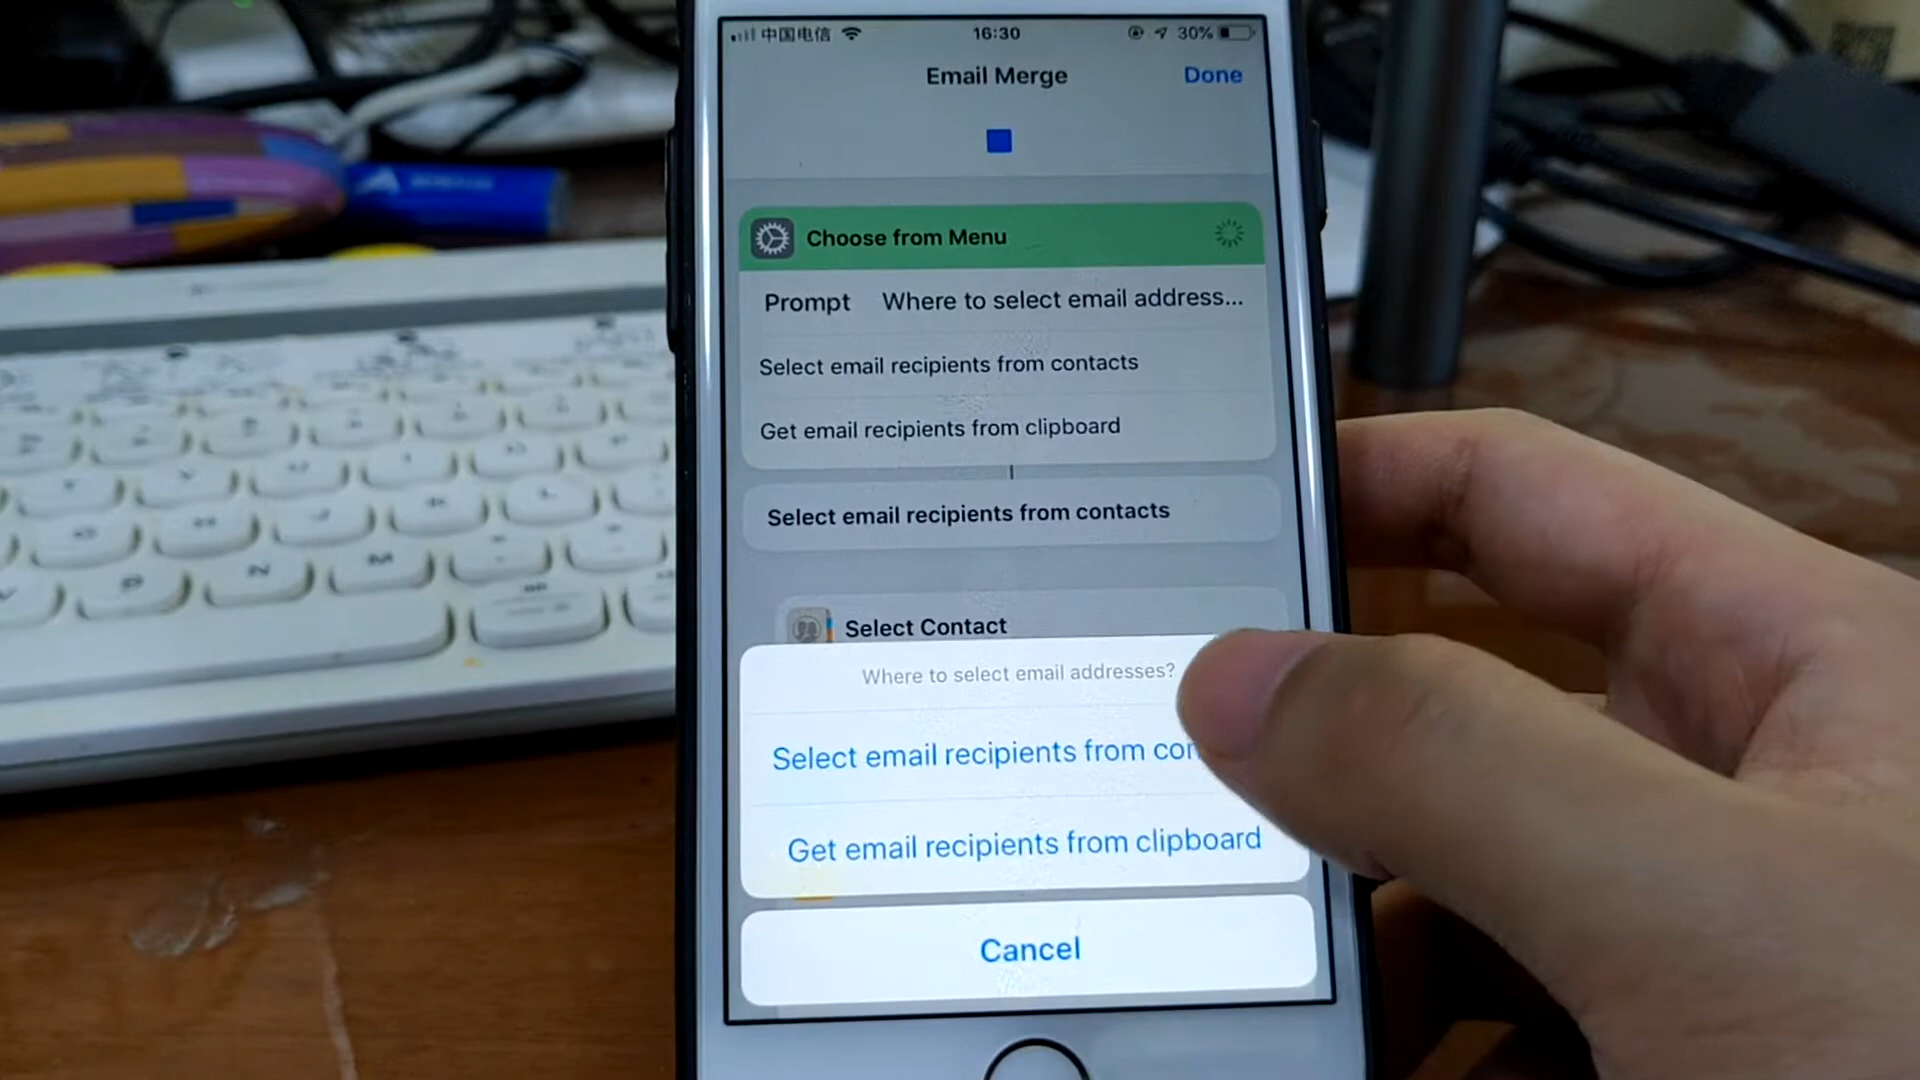 中国电信 16:30 30%
Email Merge Done
Choose from Menu
Prompt Where to select email address...
Select email recipients from contacts
Get email recipients from clipboard
Select email recipients from contacts
Select Contact
Where to select email addresses?
Select email recipients from con
Get email recipients from clipboard
Cancel
P N M